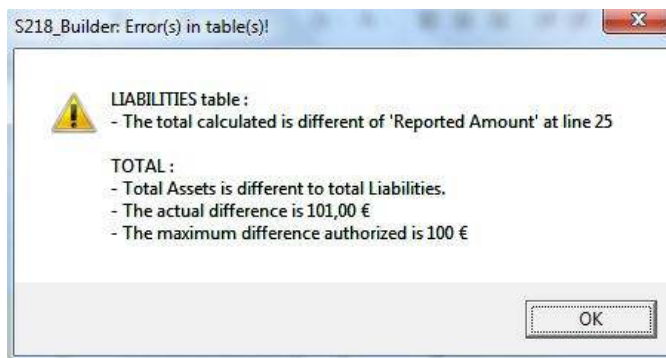 S218_Builder: Error(s) in table(s)!
LIABILITIES table :
- The total calculated is different of 'Reported Amount' at line 25
TOTAL :
- Total Assets is different to total Liabilities.
- The actual difference is 101,00 €
- The maximum difference authorized is 100 €
OK